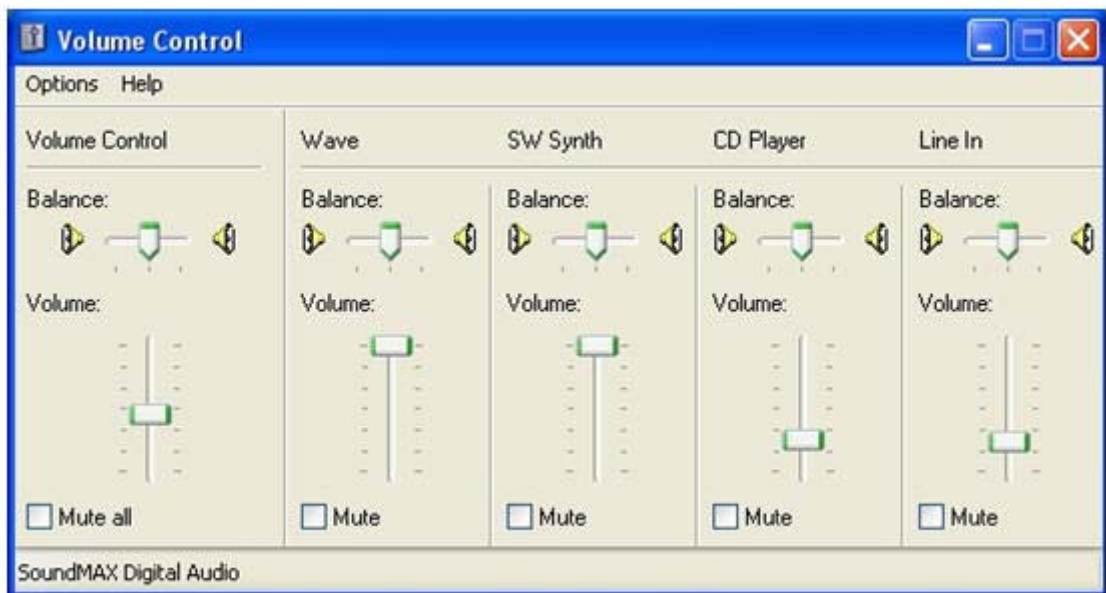 Volume Control
Options Help
Volume Control Wave SW Synth CD Player Line In
Balance: Balance: Balance: Balance: Balance:
Volume: Volume: Volume: Volume: Volume:
Mute all Mute Mute Mute Mute
SoundMAX Digital Audio